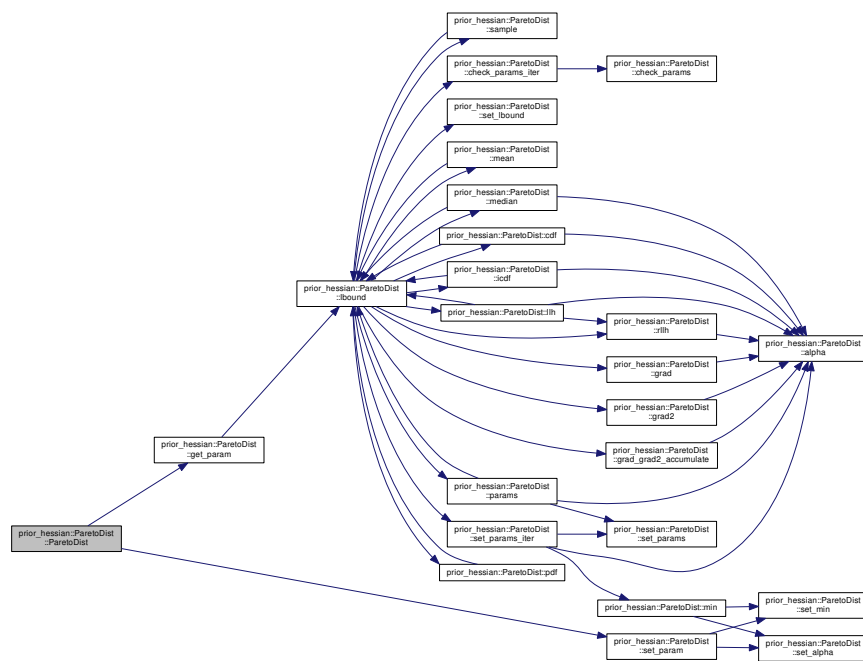 prior_hessian::ParetoDist
::sample
prior_hessian::ParetoDist
::check_params_iter
prior_hessian::ParetoDist
::check_params
prior_hessian::ParetoDist
::set_lbound
prior_hessian::ParetoDist
::mean
prior_hessian::ParetoDist
::median
prior_hessian::ParetoDist::cdf
prior_hessian::ParetoDist
::icdf
prior_hessian::ParetoDist
::lbound
prior_hessian::ParetoDist::llh
prior_hessian::ParetoDist
::rllh
prior_hessian::ParetoDist
::alpha
prior_hessian::ParetoDist
::grad
prior_hessian::ParetoDist
::grad2
prior_hessian::ParetoDist
::get_param
prior_hessian::ParetoDist
::grad_grad2_accumulate
prior_hessian::ParetoDist
::params
prior_hessian::ParetoDist
::ParetoDist
prior_hessian::ParetoDist
::set_params_iter
prior_hessian::ParetoDist
::set_params
prior_hessian::ParetoDist::pdf
prior_hessian::ParetoDist::min
prior_hessian::ParetoDist
::set_min
prior_hessian::ParetoDist
::set_param
prior_hessian::ParetoDist
::set_alpha